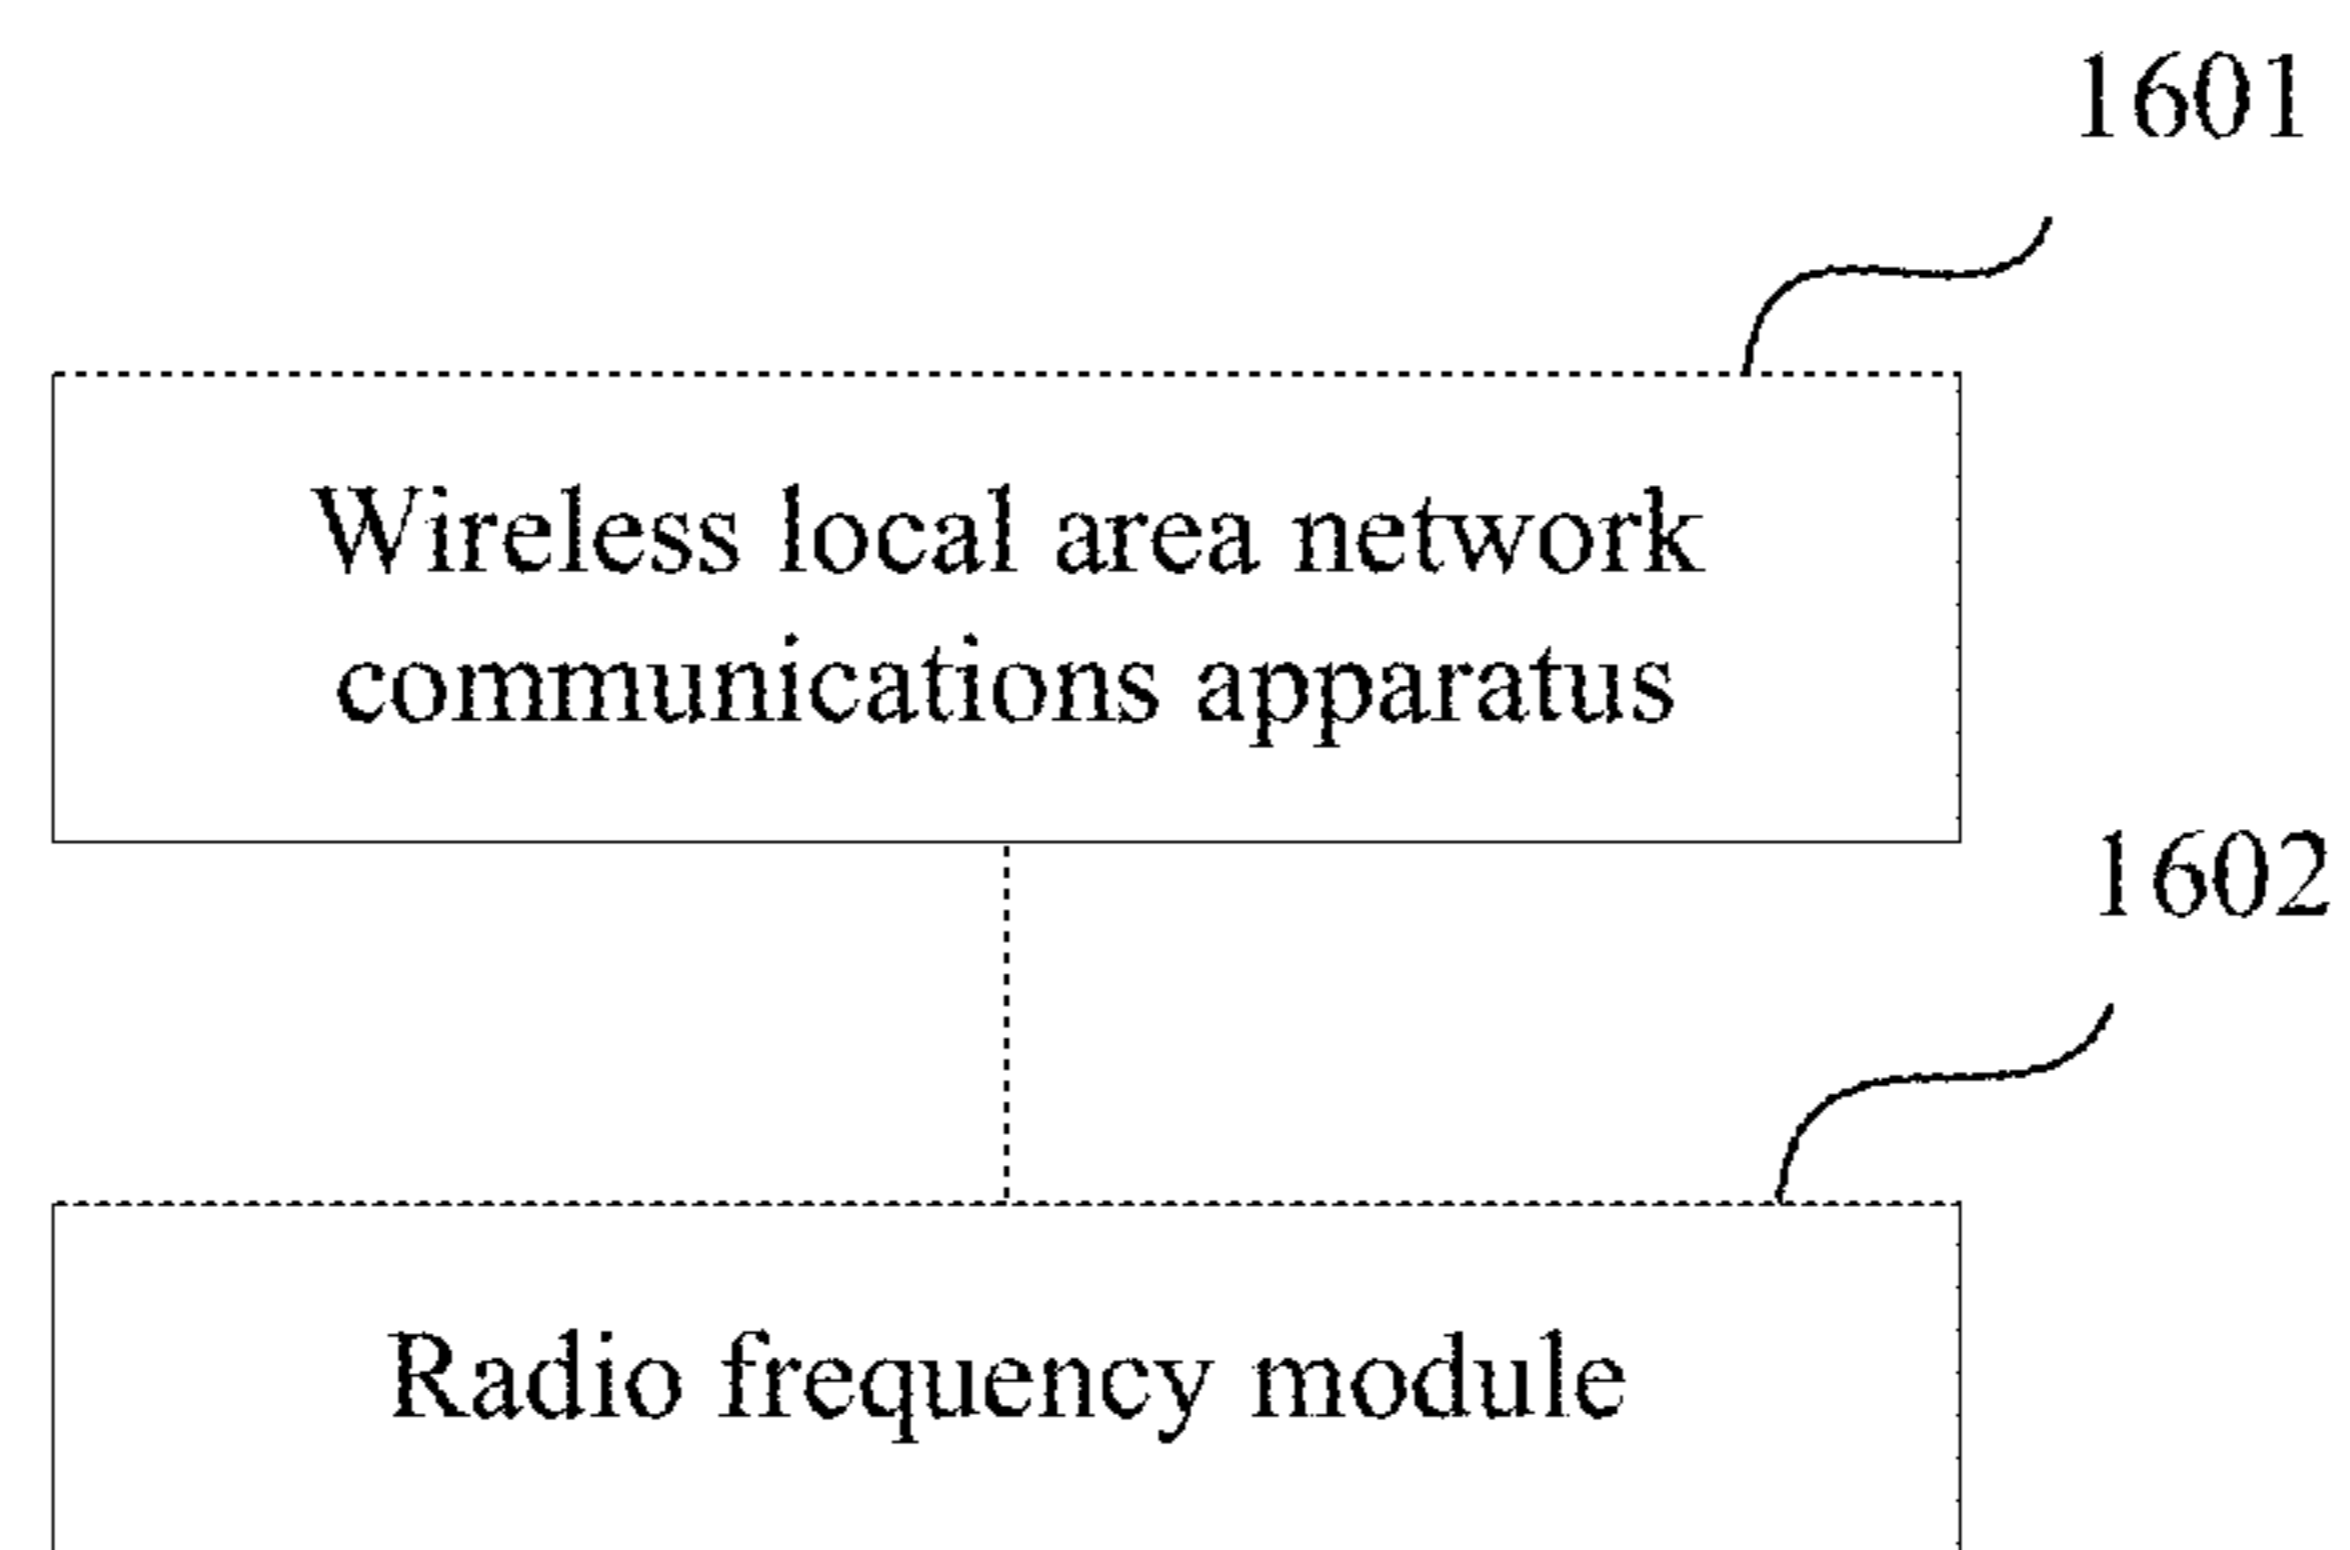 1601
Wireless local area network
communications apparatus
1602
Radio frequency module